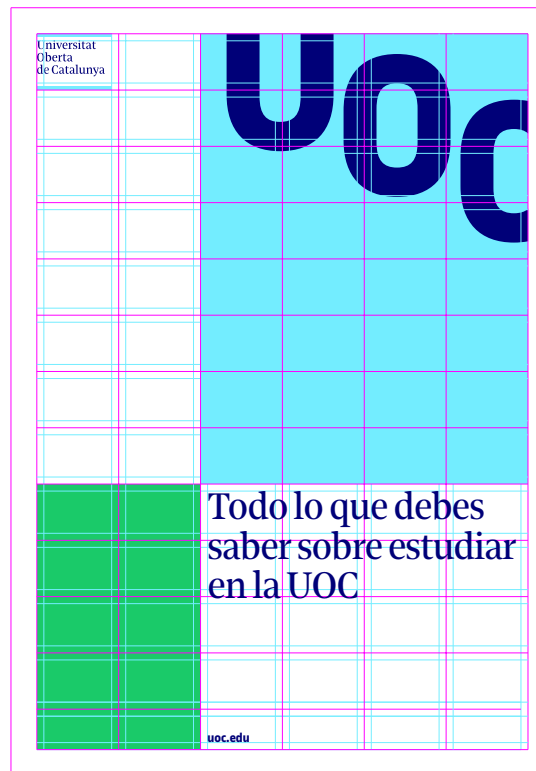 Universitat
Oberta
de Catalunya
UOC
Todo lo que debes
saber sobre estudiar
en la UOC
uoc.edu